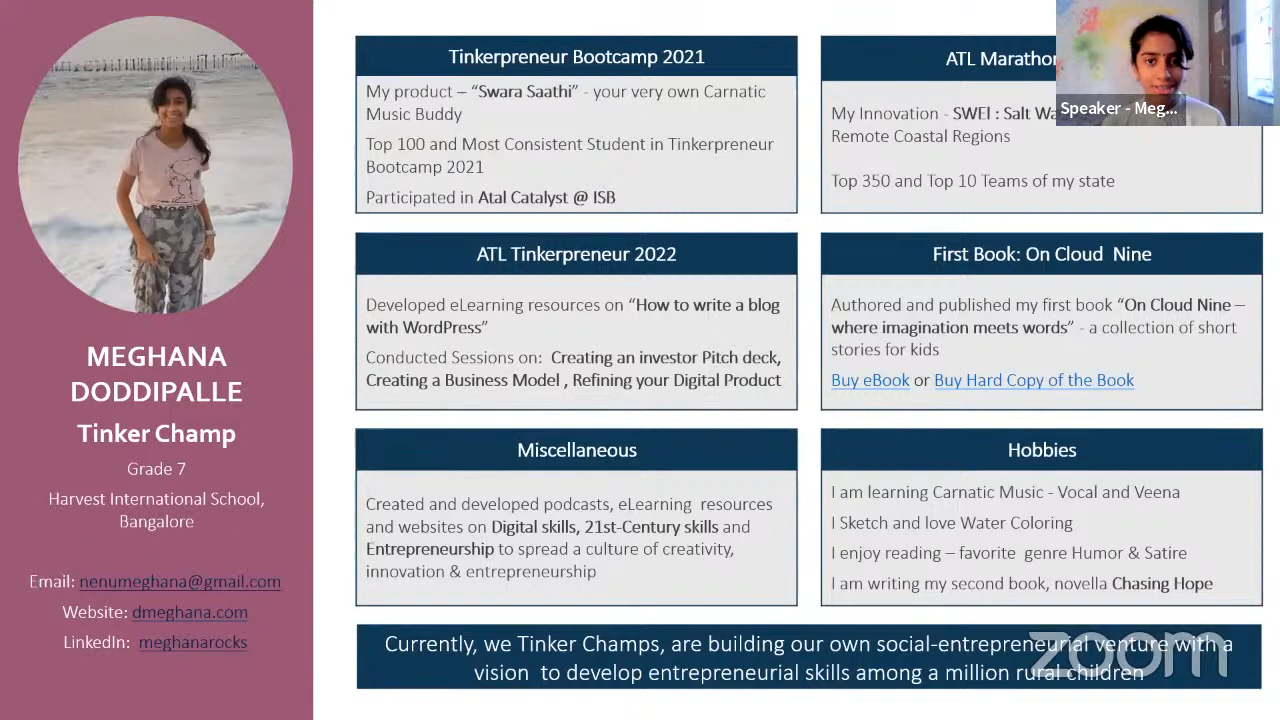 MEGHANA
DODDIPALLE
Tinker Champ
Grade 7
Harvest International School,
Bangalore
Email: nenumeghana@gmail.com
Website: dmeghana.com
LinkedIn: meghanarocks
Tinkerpreneur Bootcamp 2021
My product – “Swara Saathi” - your very own Carnatic
Music Buddy
Top 100 and Most Consistent Student in Tinkerpreneur
Bootcamp 2021
Participated in Atal Catalyst @ ISB
ATL Marathon
My Innovation - SWEl : Salt Wa
Remote Coastal Regions
Top 350 and Top 10 Teams of my state
Speaker - Meg...
ATL Tinkerpreneur 2022
Developed eLearning resources on “How to write a blog
with WordPress”
Conducted Sessions on: Creating an investor Pitch deck,
Creating a Business Model , Refining your Digital Product
First Book: On Cloud Nine
Authored and published my first book “On Cloud Nine –
where imagination meets words” - a collection of short
stories for kids
Buy eBook or Buy Hard Copy of the Book
Miscellaneous
Created and developed podcasts, eLearning resources
and websites on Digital skills, 21st-Century skills and
Entrepreneurship to spread a culture of creativity,
innovation & entrepreneurship
Hobbies
I am learning Carnatic Music - Vocal and Veena
I Sketch and love Water Coloring
I enjoy reading – favorite genre Humor & Satire
I am writing my second book, novella Chasing Hope
Currently, we Tinker Champs, are building our own social-entrepreneurial venture with a
vision to develop entrepreneurial skills among a million rural children
zoom